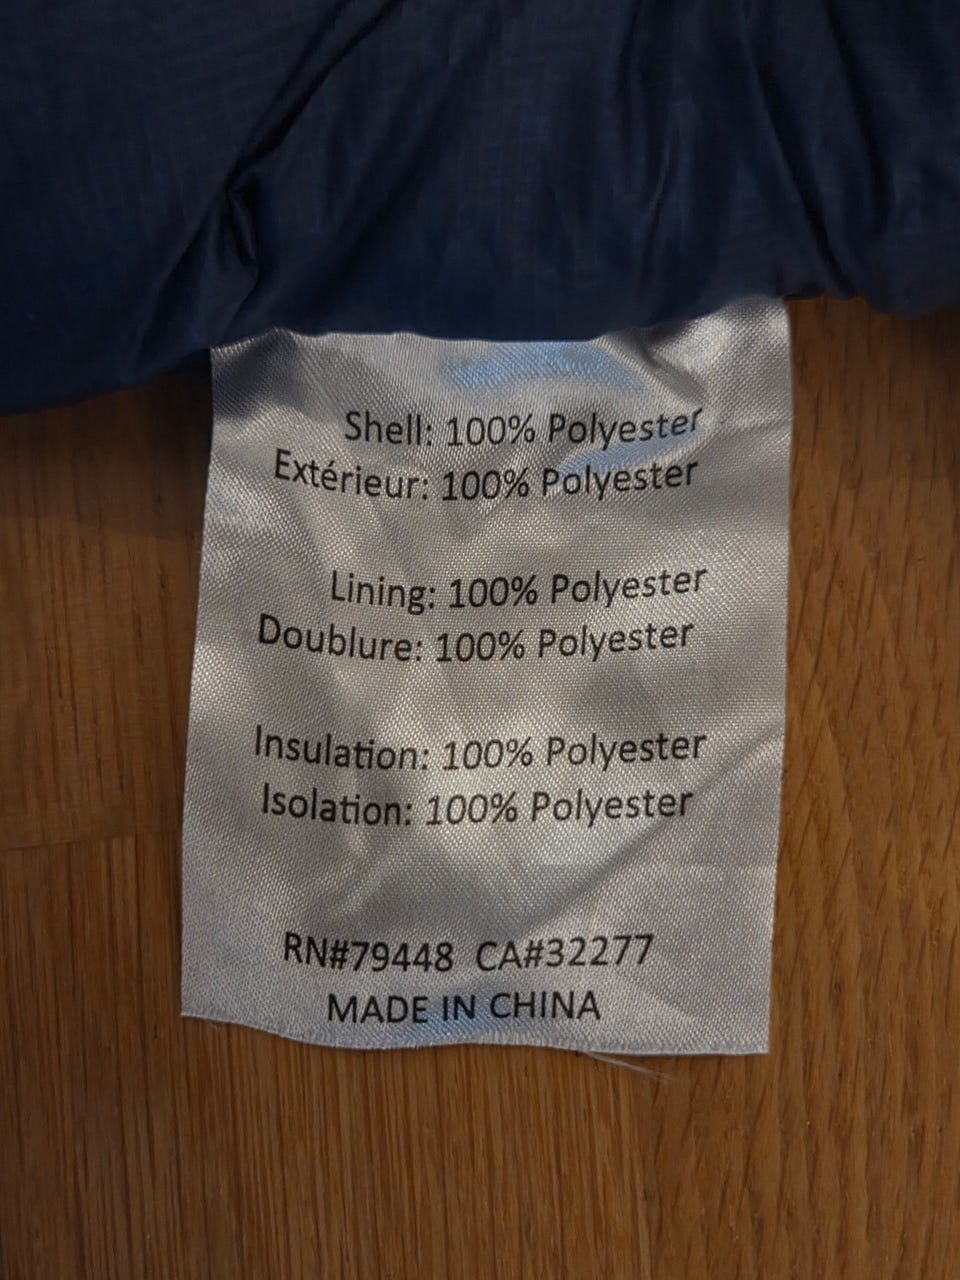 Shell: 100% Polyester
Extérieur: 100% Polyester
Lining: 100% Polyester
Doublure: 100% Polyester
Insulation: 100% Polyester
Isolation: 100% Polyester
RN#79448 CA#32277
MADE IN CHINA